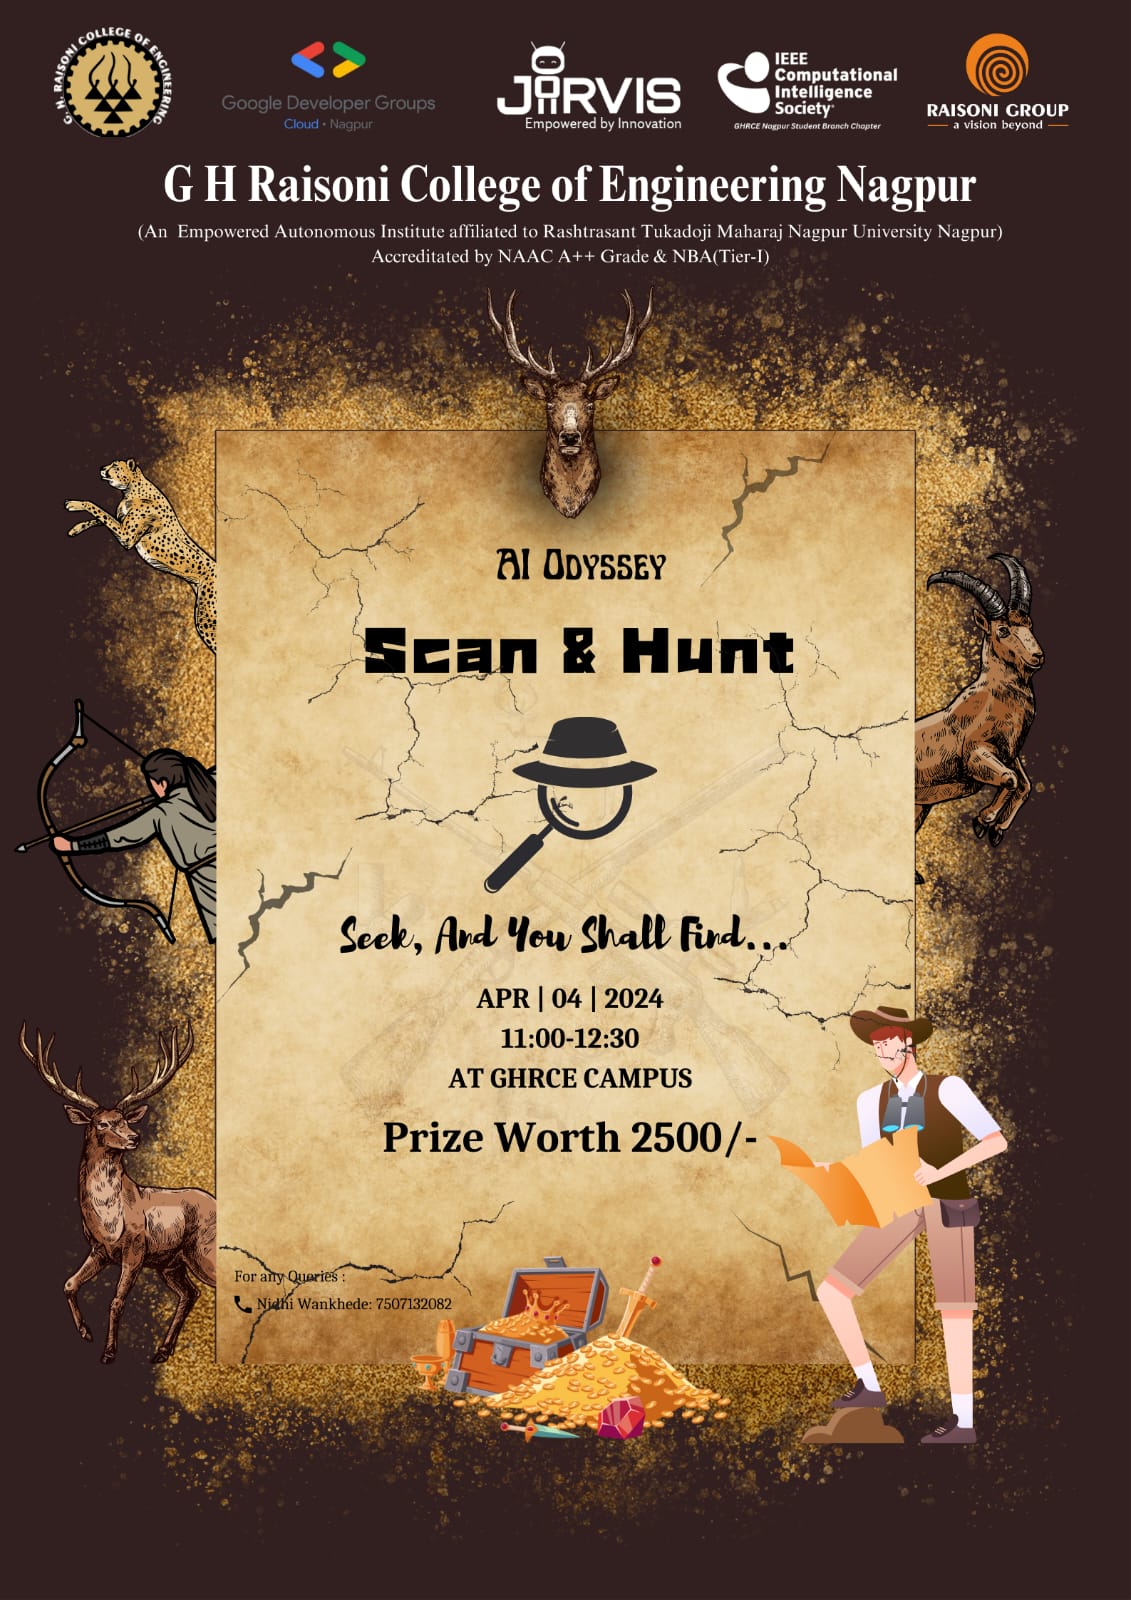 G. H. RAISONI COLLEGE OF ENGINEERING
Google Developer Groups
Cloud • Nagpur
JARVIS
Empowered by Innovation
IEEE
Computational
Intelligence
Society
GHRCE Nagpur Student Branch Chapter
RAISONI GROUP
a vision beyond
G H Raisoni College of Engineering Nagpur
(An Empowered Autonomous Institute affiliated to Rashtrasant Tukadoji Maharaj Nagpur University Nagpur)
Accreditated by NAAC A++ Grade & NBA(Tier-I)
AI Odyssey
Scan & Hunt
Seek, And You Shall Find...
APR | 04 | 2024
11:00-12:30
AT GHRCE CAMPUS
Prize Worth 2500/-
For any Queries :
Nidhi Wankhede: 7507132082